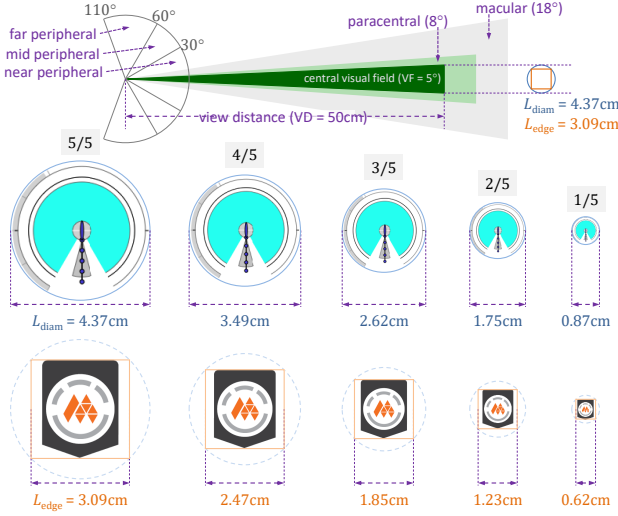 110°
60°
30°
far peripheral
mid peripheral
near peripheral
macular (18°)
paracentral (8°)
central visual field (VF = 5°)
view distance (VD = 50cm)
L_diam = 4.37cm
L_edge = 3.09cm
5/5
4/5
3/5
2/5
1/5
L_diam = 4.37cm
3.49cm
2.62cm
1.75cm
0.87cm
L_edge = 3.09cm
2.47cm
1.85cm
1.23cm
0.62cm